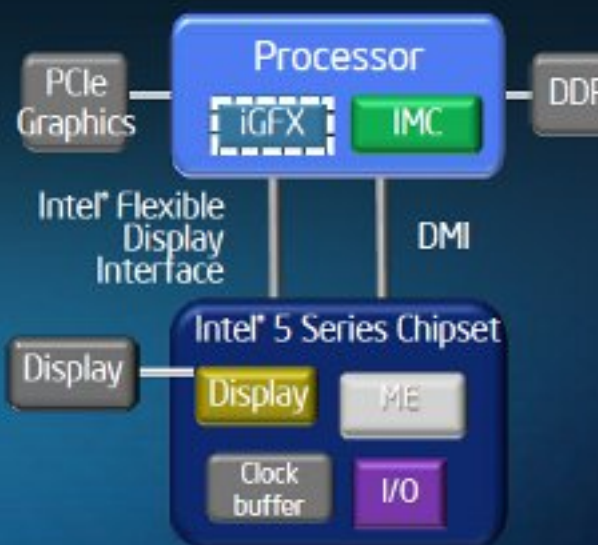 Processor
PCIe
Graphics
iGFX
IMC
Intel® Flexible
Display
Interface
DMI
Intel® 5 Series Chipset
Display
Display
ME
Clock
buffer
I/O